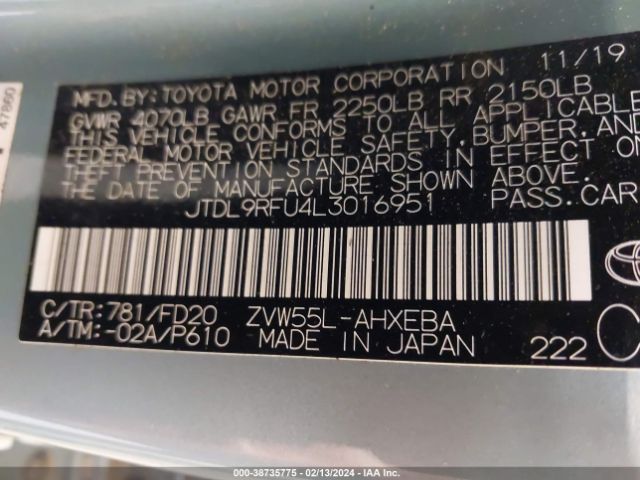 47860
MFD.BY:TOYOTA MOTOR CORPORATION 11/19
GVWR 4070LB GAWR FR 2250LB RR 2150LB
THIS VEHICLE CONFORMS TO ALL APPLICABLE
FEDERAL MOTOR VEHICLE SAFETY,BUMPER,AND
THEFT PREVENTION STANDARDS IN EFFECT ON
THE DATE OF MANUFACTURE SHOWN ABOVE.
JTDL9RFU4L3016951 PASS.CAR
C/TR:781/FD20 ZVW55L-AHXEBA
A/TM:-02A/P610 MADE IN JAPAN 222
000-38735775 - 02/13/2024 - IAA Inc.